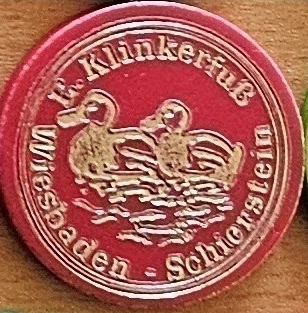 E. Klinkerfuß
Wiesbaden - Schierstein